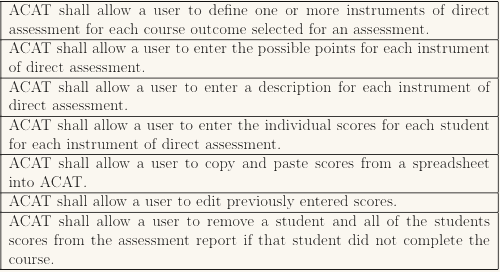 ACAT shall allow a user to define one or more instruments of direct
assessment for each course outcome selected for an assessment.
ACAT shall allow a user to enter the possible points for each instrument
of direct assessment.
ACAT shall allow a user to enter a description for each instrument of
direct assessment.
ACAT shall allow a user to enter the individual scores for each student
for each instrument of direct assessment.
ACAT shall allow a user to copy and paste scores from a spreadsheet
into ACAT.
ACAT shall allow a user to edit previously entered scores.
ACAT shall allow a user to remove a student and all of the students
scores from the assessment report if that student did not complete the
course.